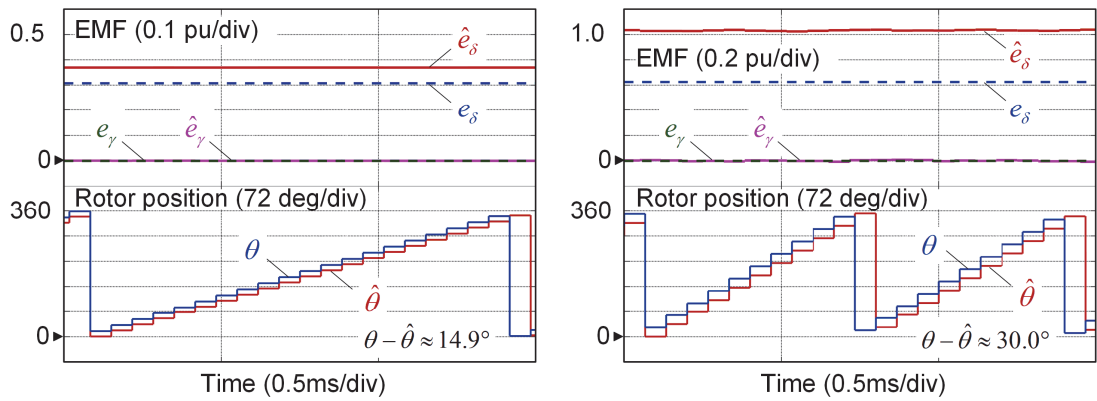 0.5
EMF (0.1 pu/div)
ê_δ
e_δ
e_γ
ê_γ
0
Rotor position (72 deg/div)
360
θ
θ̂
0
θ − θ̂ ≈ 14.9°
Time (0.5ms/div)
1.0
ê_δ
EMF (0.2 pu/div)
e_δ
e_γ
ê_γ
0
Rotor position (72 deg/div)
360
θ
θ̂
0
θ − θ̂ ≈ 30.0°
Time (0.5ms/div)